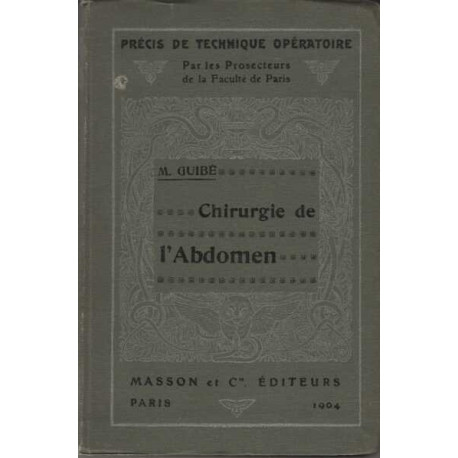 PRÉCIS DE TECHNIQUE OPÉRATOIRE
Par les Prosecteurs
de la Faculté de Paris
M. GUIBÉ
Chirurgie de
l'Abdomen
MASSON et Cie, ÉDITEURS
PARIS 1904